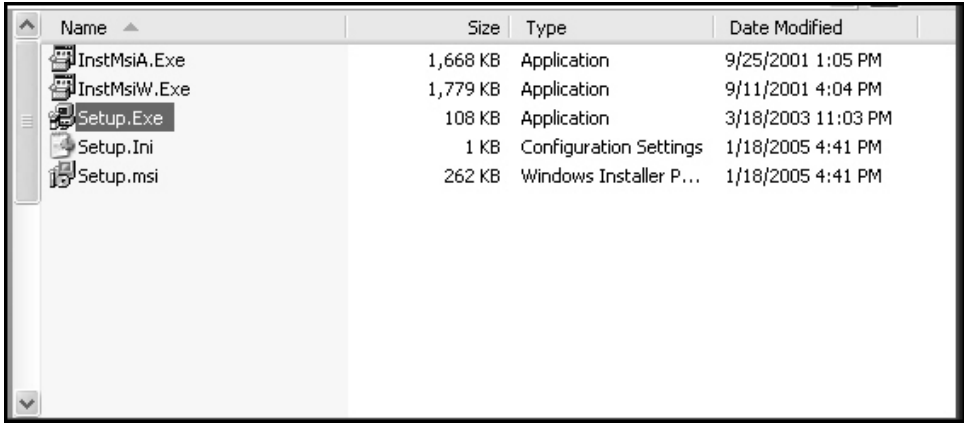 Name Size Type Date Modified
InstMsiA.Exe 1,668 KB Application 9/25/2001 1:05 PM
InstMsiW.Exe 1,779 KB Application 9/11/2001 4:04 PM
Setup.Exe 108 KB Application 3/18/2003 11:03 PM
Setup.Ini 1 KB Configuration Settings 1/18/2005 4:41 PM
Setup.msi 262 KB Windows Installer P... 1/18/2005 4:41 PM